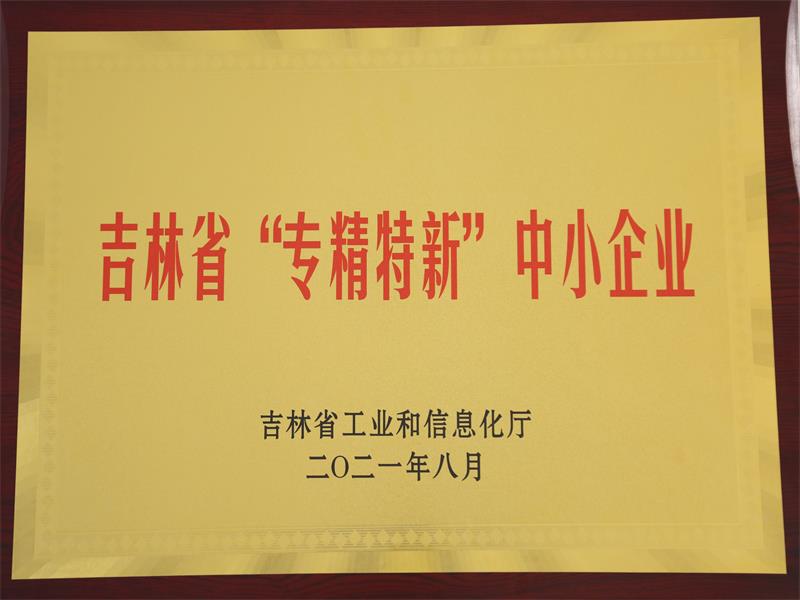 吉林省“专精特新”中小企业
吉林省工业和信息化厅
二〇二一年八月